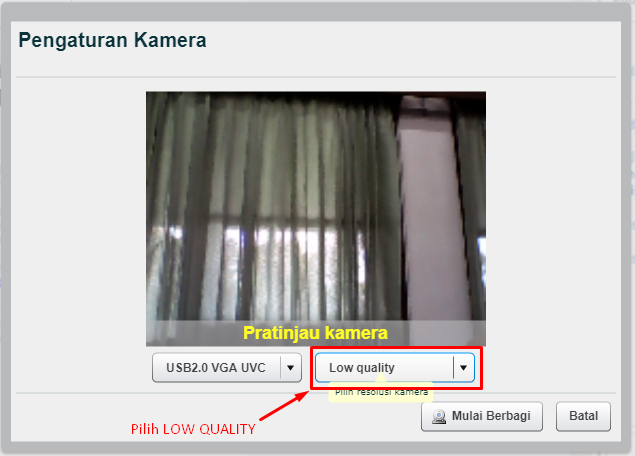 Pengaturan Kamera
Pratinjau kamera
USB2.0 VGA UVC
Low quality
Pilih resolusi kamera
Pilih LOW QUALITY
Mulai Berbagi
Batal